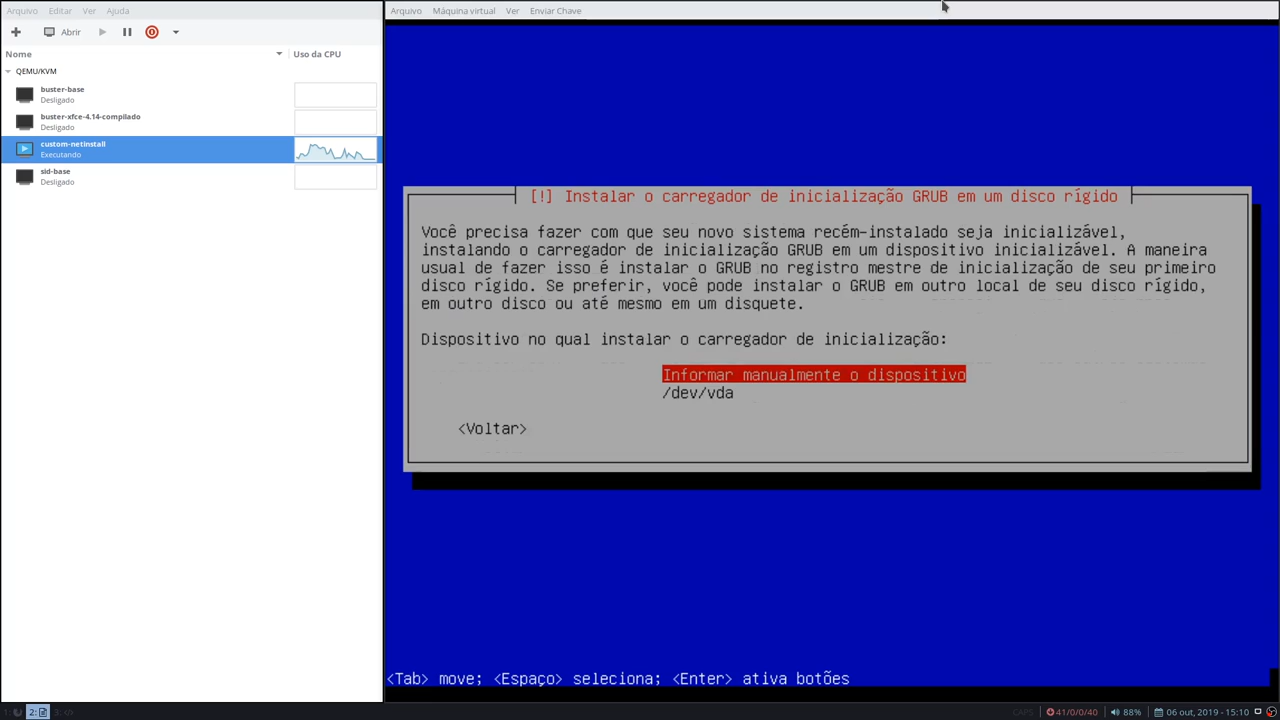 Arquivo Editar Ver Ajuda
Abrir
Nome Uso da CPU
QEMU/KVM
buster-base
Desligado
buster-xfce-4.14-compilado
Desligado
custom-netinstall
Executando
sld-base
Desligado
Arquivo Máquina virtual Ver Enviar Chave
[!] Instalar o carregador de inicialização GRUB em um disco rígido
Você precisa fazer com que seu novo sistema recém-instalado seja inicializável,
instalando o carregador de inicialização GRUB em um dispositivo inicializável. A maneira
usual de fazer isso é instalar o GRUB no registro mestre de inicialização de seu primeiro
disco rígido. Se preferir, você pode instalar o GRUB em outro local de seu disco rígido,
em outro disco ou até mesmo em um disquete.
Dispositivo no qual instalar o carregador de inicialização:
Informar manualmente o dispositivo
/dev/vda
<Voltar>
<Tab> move; <Espaço> seleciona; <Enter> ativa botões
1: 2: 3: </> CAPS 41/0/0/40 88% 06 out, 2019 - 15:10